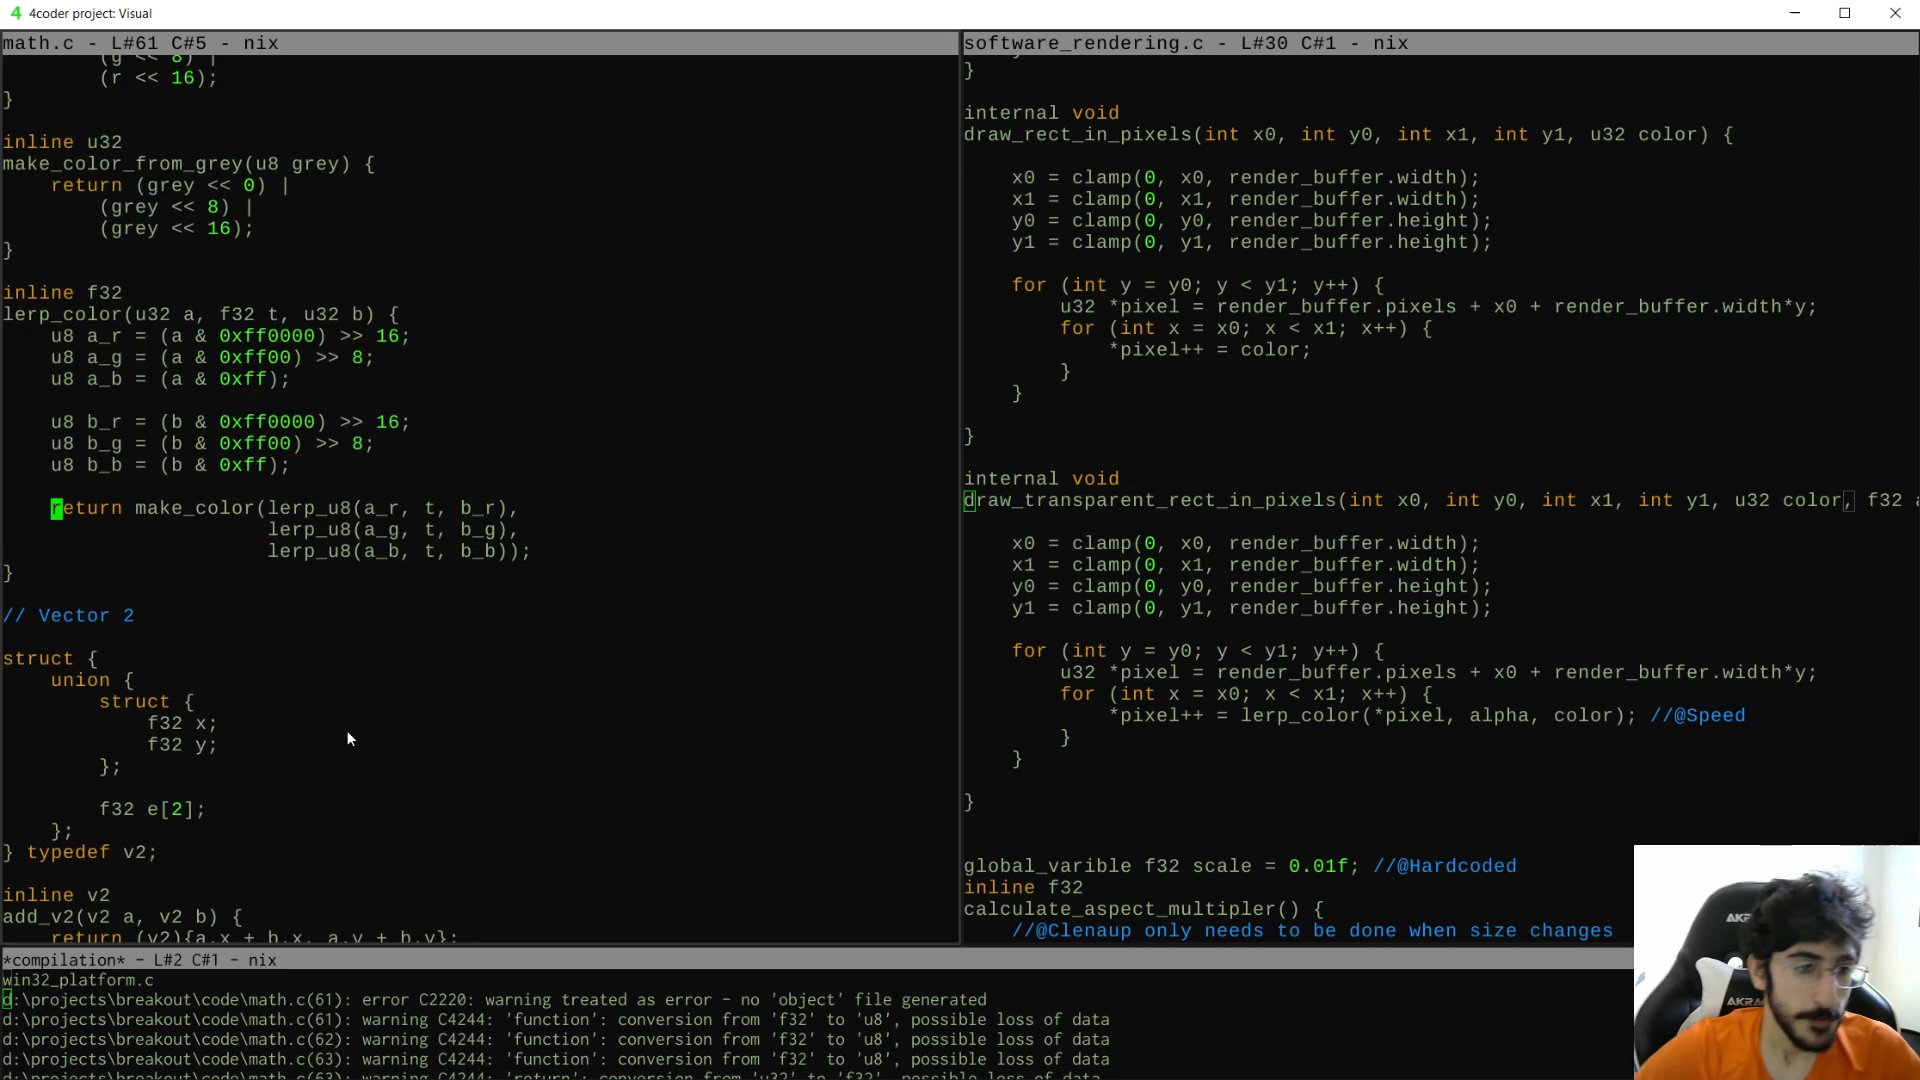 4 4coder project: Visual
math.c - L#61 C#5 - nix
(g << 8) |
(r << 16);
}
inline u32
make_color_from_grey(u8 grey) {
return (grey << 0) |
(grey << 8) |
(grey << 16);
}
inline f32
lerp_color(u32 a, f32 t, u32 b) {
u8 a_r = (a & 0xff0000) >> 16;
u8 a_g = (a & 0xff00) >> 8;
u8 a_b = (a & 0xff);
u8 b_r = (b & 0xff0000) >> 16;
u8 b_g = (b & 0xff00) >> 8;
u8 b_b = (b & 0xff);
return make_color(lerp_u8(a_r, t, b_r),
lerp_u8(a_g, t, b_g),
lerp_u8(a_b, t, b_b));
}
// Vector 2
struct {
union {
struct {
f32 x;
f32 y;
};
f32 e[2];
};
} typedef v2;
inline v2
add_v2(v2 a, v2 b) {
return (v2){a.x + b.x, a.y + b.y};
software_rendering.c - L#30 C#1 - nix
}
internal void
draw_rect_in_pixels(int x0, int y0, int x1, int y1, u32 color) {
x0 = clamp(0, x0, render_buffer.width);
x1 = clamp(0, x1, render_buffer.width);
y0 = clamp(0, y0, render_buffer.height);
y1 = clamp(0, y1, render_buffer.height);
for (int y = y0; y < y1; y++) {
u32 *pixel = render_buffer.pixels + x0 + render_buffer.width*y;
for (int x = x0; x < x1; x++) {
*pixel++ = color;
}
}
}
internal void
draw_transparent_rect_in_pixels(int x0, int y0, int x1, int y1, u32 color, f32 a
x0 = clamp(0, x0, render_buffer.width);
x1 = clamp(0, x1, render_buffer.width);
y0 = clamp(0, y0, render_buffer.height);
y1 = clamp(0, y1, render_buffer.height);
for (int y = y0; y < y1; y++) {
u32 *pixel = render_buffer.pixels + x0 + render_buffer.width*y;
for (int x = x0; x < x1; x++) {
*pixel++ = lerp_color(*pixel, alpha, color); //@Speed
}
}
}
global_varible f32 scale = 0.01f; //@Hardcoded
inline f32
calculate_aspect_multipler() {
//@Clenaup only needs to be done when size changes
*compilation* - L#2 C#1 - nix
win32_platform.c
d:\projects\breakout\code\math.c(61): error C2220: warning treated as error - no 'object' file generated
d:\projects\breakout\code\math.c(61): warning C4244: 'function': conversion from 'f32' to 'u8', possible loss of data
d:\projects\breakout\code\math.c(62): warning C4244: 'function': conversion from 'f32' to 'u8', possible loss of data
d:\projects\breakout\code\math.c(63): warning C4244: 'function': conversion from 'f32' to 'u8', possible loss of data
d:\projects\breakout\code\math.c(63): warning C4244: 'return': conversion from 'u32' to 'f32', possible loss of data